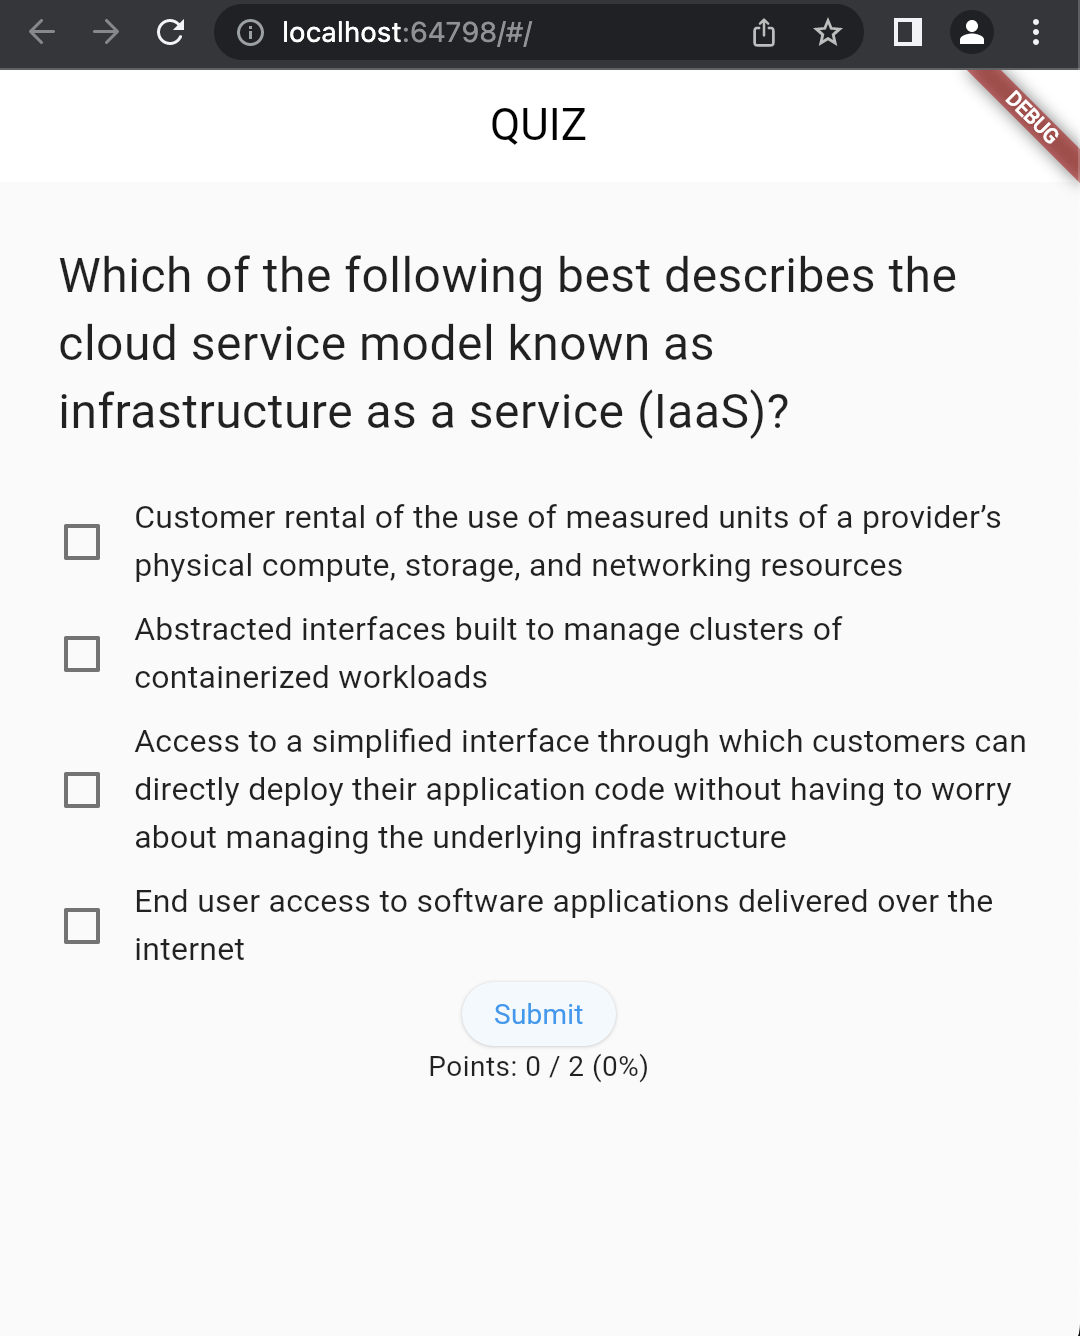 localhost:64798/#/
DEBUG
QUIZ
Which of the following best describes the
cloud service model known as
infrastructure as a service (IaaS)?
Customer rental of the use of measured units of a provider’s
physical compute, storage, and networking resources
Abstracted interfaces built to manage clusters of
containerized workloads
Access to a simplified interface through which customers can
directly deploy their application code without having to worry
about managing the underlying infrastructure
End user access to software applications delivered over the
internet
Submit
Points: 0 / 2 (0%)